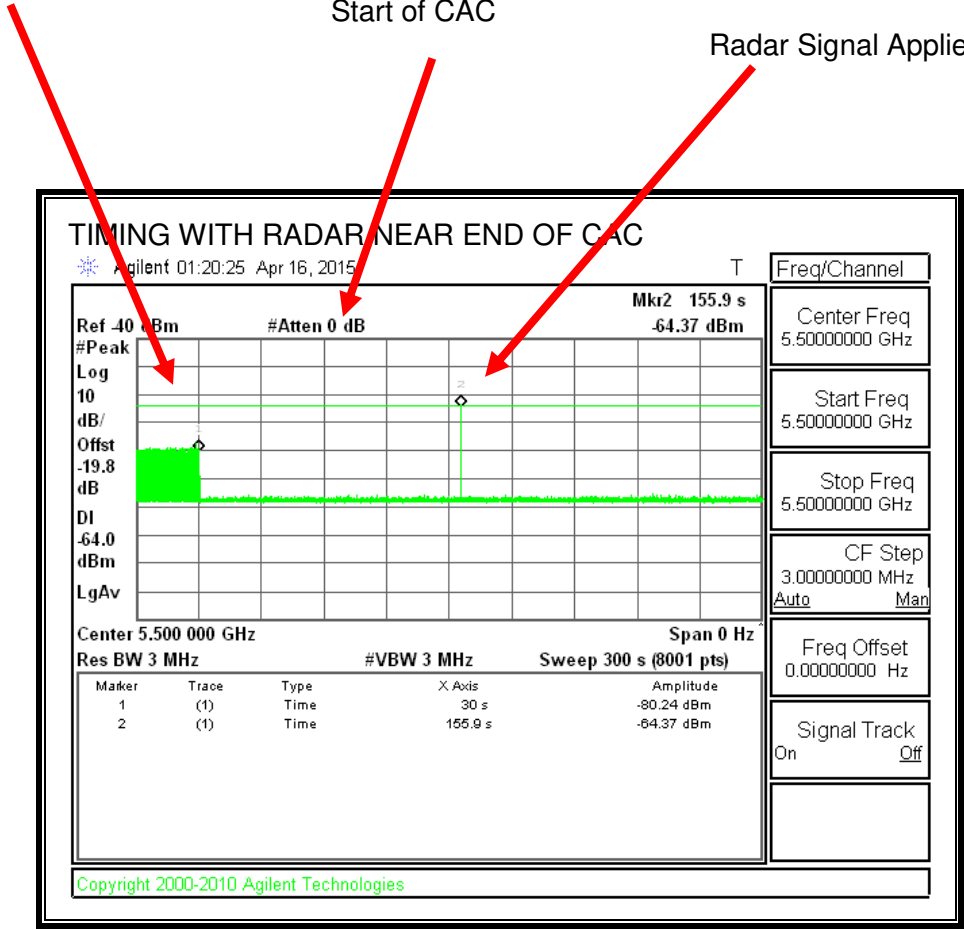 Start of CAC
Radar Signal Applie
TIMING WITH RADAR NEAR END OF CAC
Agilent 01:20:25 Apr 16, 2015 T
Freq/Channel
Mkr2 155.9 s
Ref -40 dBm #Atten 0 dB -64.37 dBm
#Peak
Log
10
dB/
Offst
-19.8
dB
DI
-64.0
dBm
LgAv
1
2
Center 5.500 000 GHz Span 0 Hz
Res BW 3 MHz #VBW 3 MHz Sweep 300 s (8001 pts)
Marker Trace Type X Axis Amplitude
1 (1) Time 30 s -80.24 dBm
2 (1) Time 155.9 s -64.37 dBm
Center Freq
5.50000000 GHz
Start Freq
5.50000000 GHz
Stop Freq
5.50000000 GHz
CF Step
3.00000000 MHz
Auto Man
Freq Offset
0.00000000 Hz
Signal Track
On Off
Copyright 2000-2010 Agilent Technologies